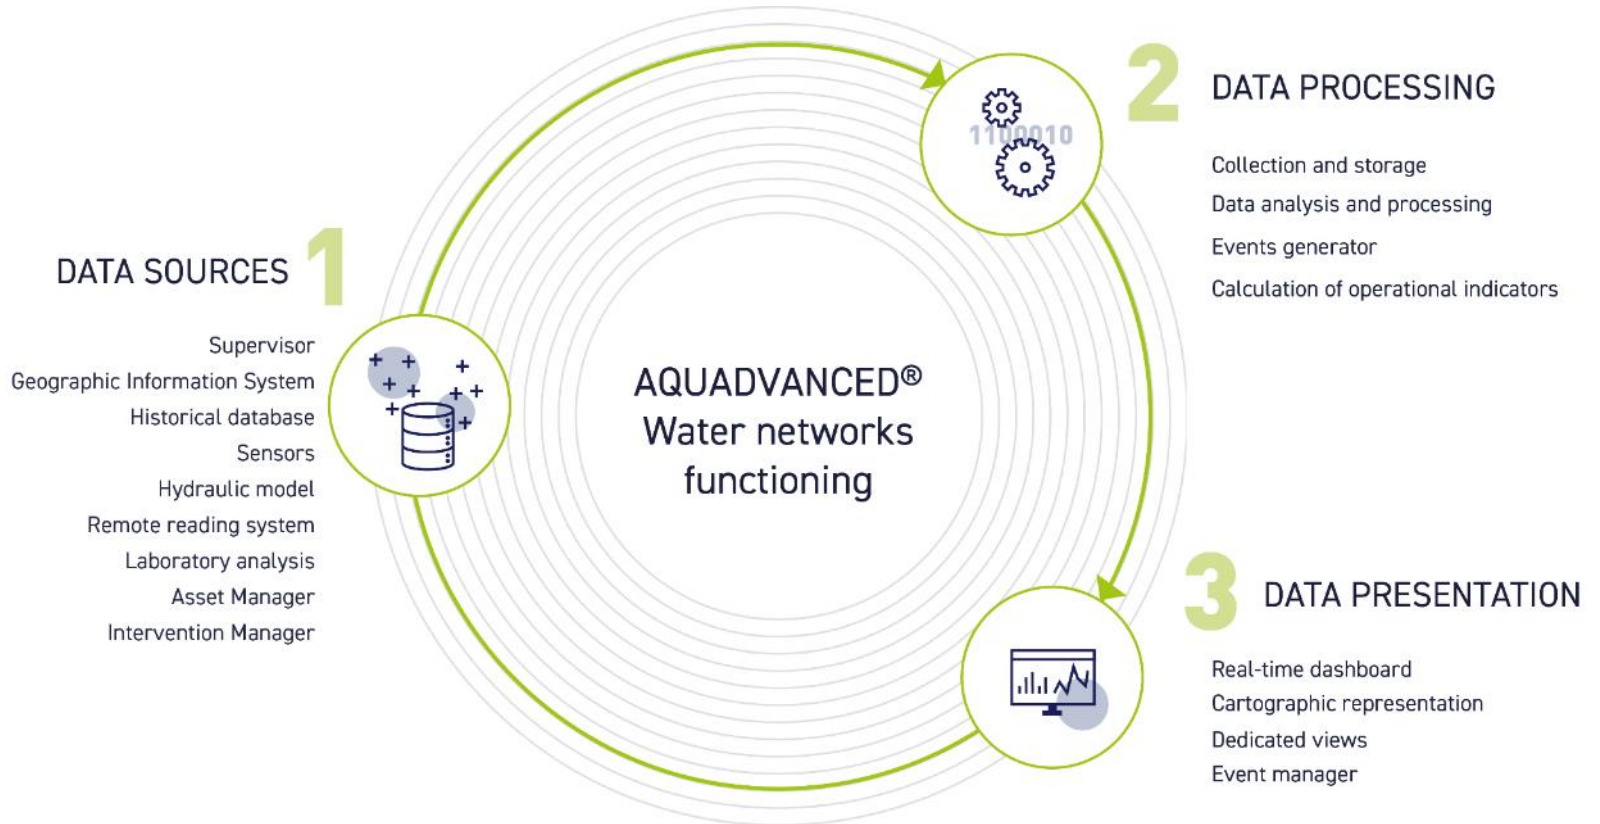 1
DATA SOURCES
Supervisor
Geographic Information System
Historical database
Sensors
Hydraulic model
Remote reading system
Laboratory analysis
Asset Manager
Intervention Manager
AQUADVANCED®
Water networks
functioning
1100010
2
DATA PROCESSING
Collection and storage
Data analysis and processing
Events generator
Calculation of operational indicators
3
DATA PRESENTATION
Real-time dashboard
Cartographic representation
Dedicated views
Event manager